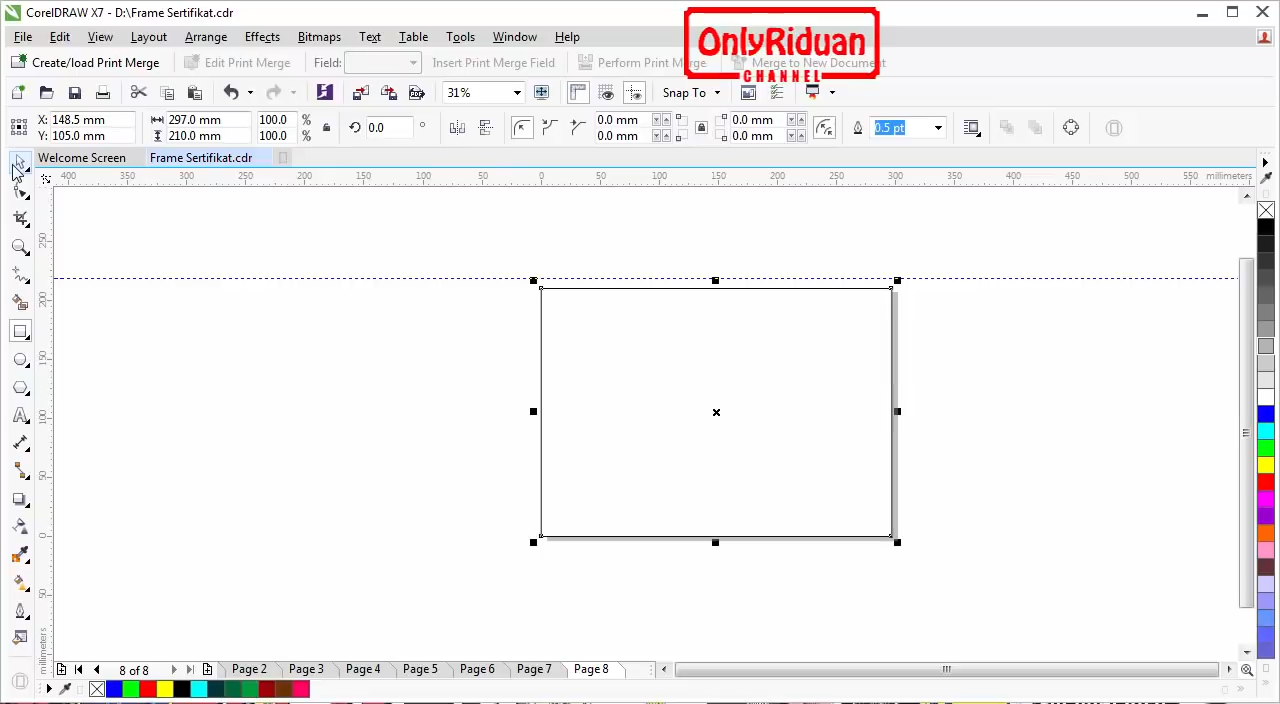 CorelDRAW X7 - D:\Frame Sertifikat.cdr
File Edit View Layout Arrange Effects Bitmaps Text Table Tools Window Help
OnlyRiduan
CHANNEL
Create/load Print Merge Edit Print Merge Field: Insert Print Merge Field Perform Print Merge Merge to New Document
31% Snap To
X: 148.5 mm 297.0 mm 100.0 % 0.0 ° 0.0 mm 0.0 mm 0.5 pt
Y: 105.0 mm 210.0 mm 100.0 % 0.0 mm 0.0 mm
Welcome Screen Frame Sertifikat.cdr
400 350 300 250 200 150 100 50 0 50 100 150 200 250 300 350 400 450 500 550 millimeters
250
200
150
100
50
0
50
millimeters
8 of 8 Page 2 Page 3 Page 4 Page 5 Page 6 Page 7 Page 8